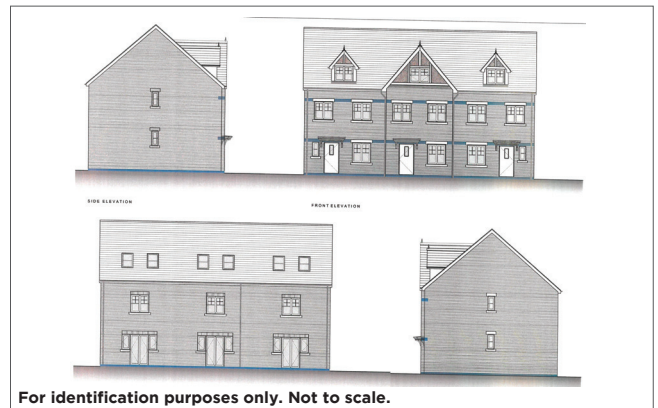 SIDE ELEVATION
FRONT ELEVATION
For identification purposes only. Not to scale.